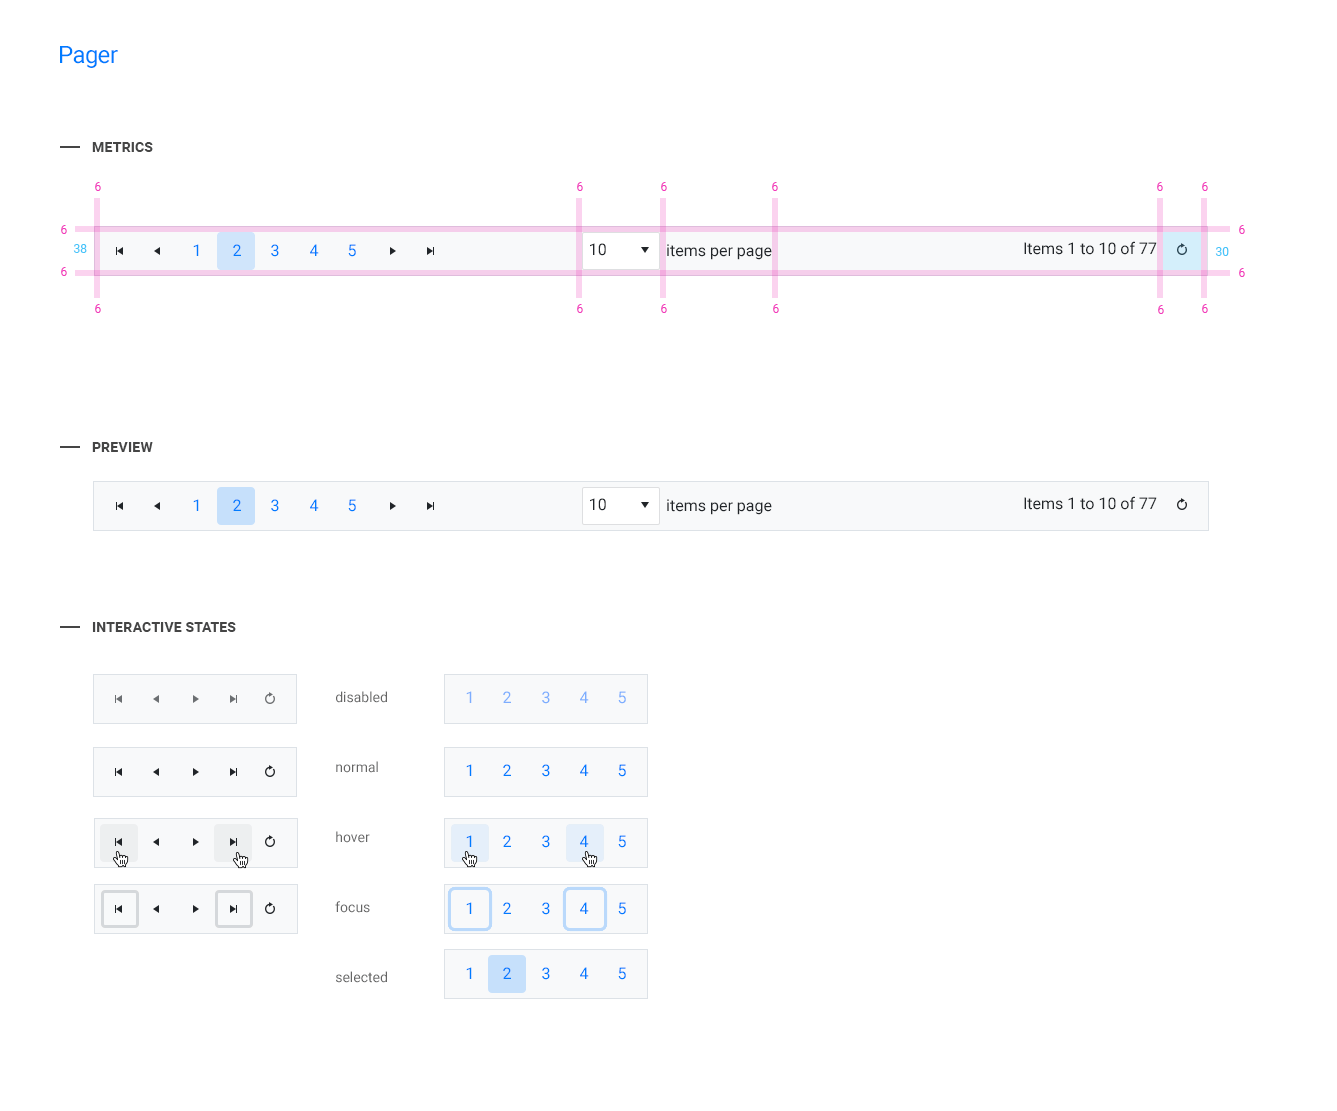 Pager
METRICS
6 6 6 6 6 6
6 6
38 1 2 3 4 5 10 items per page Items 1 to 10 of 77 30
6 6
6 6 6 6 6 6
PREVIEW
1 2 3 4 5 10 items per page Items 1 to 10 of 77
INTERACTIVE STATES
disabled 1 2 3 4 5
normal 1 2 3 4 5
hover 1 2 3 4 5
focus 1 2 3 4 5
selected 1 2 3 4 5